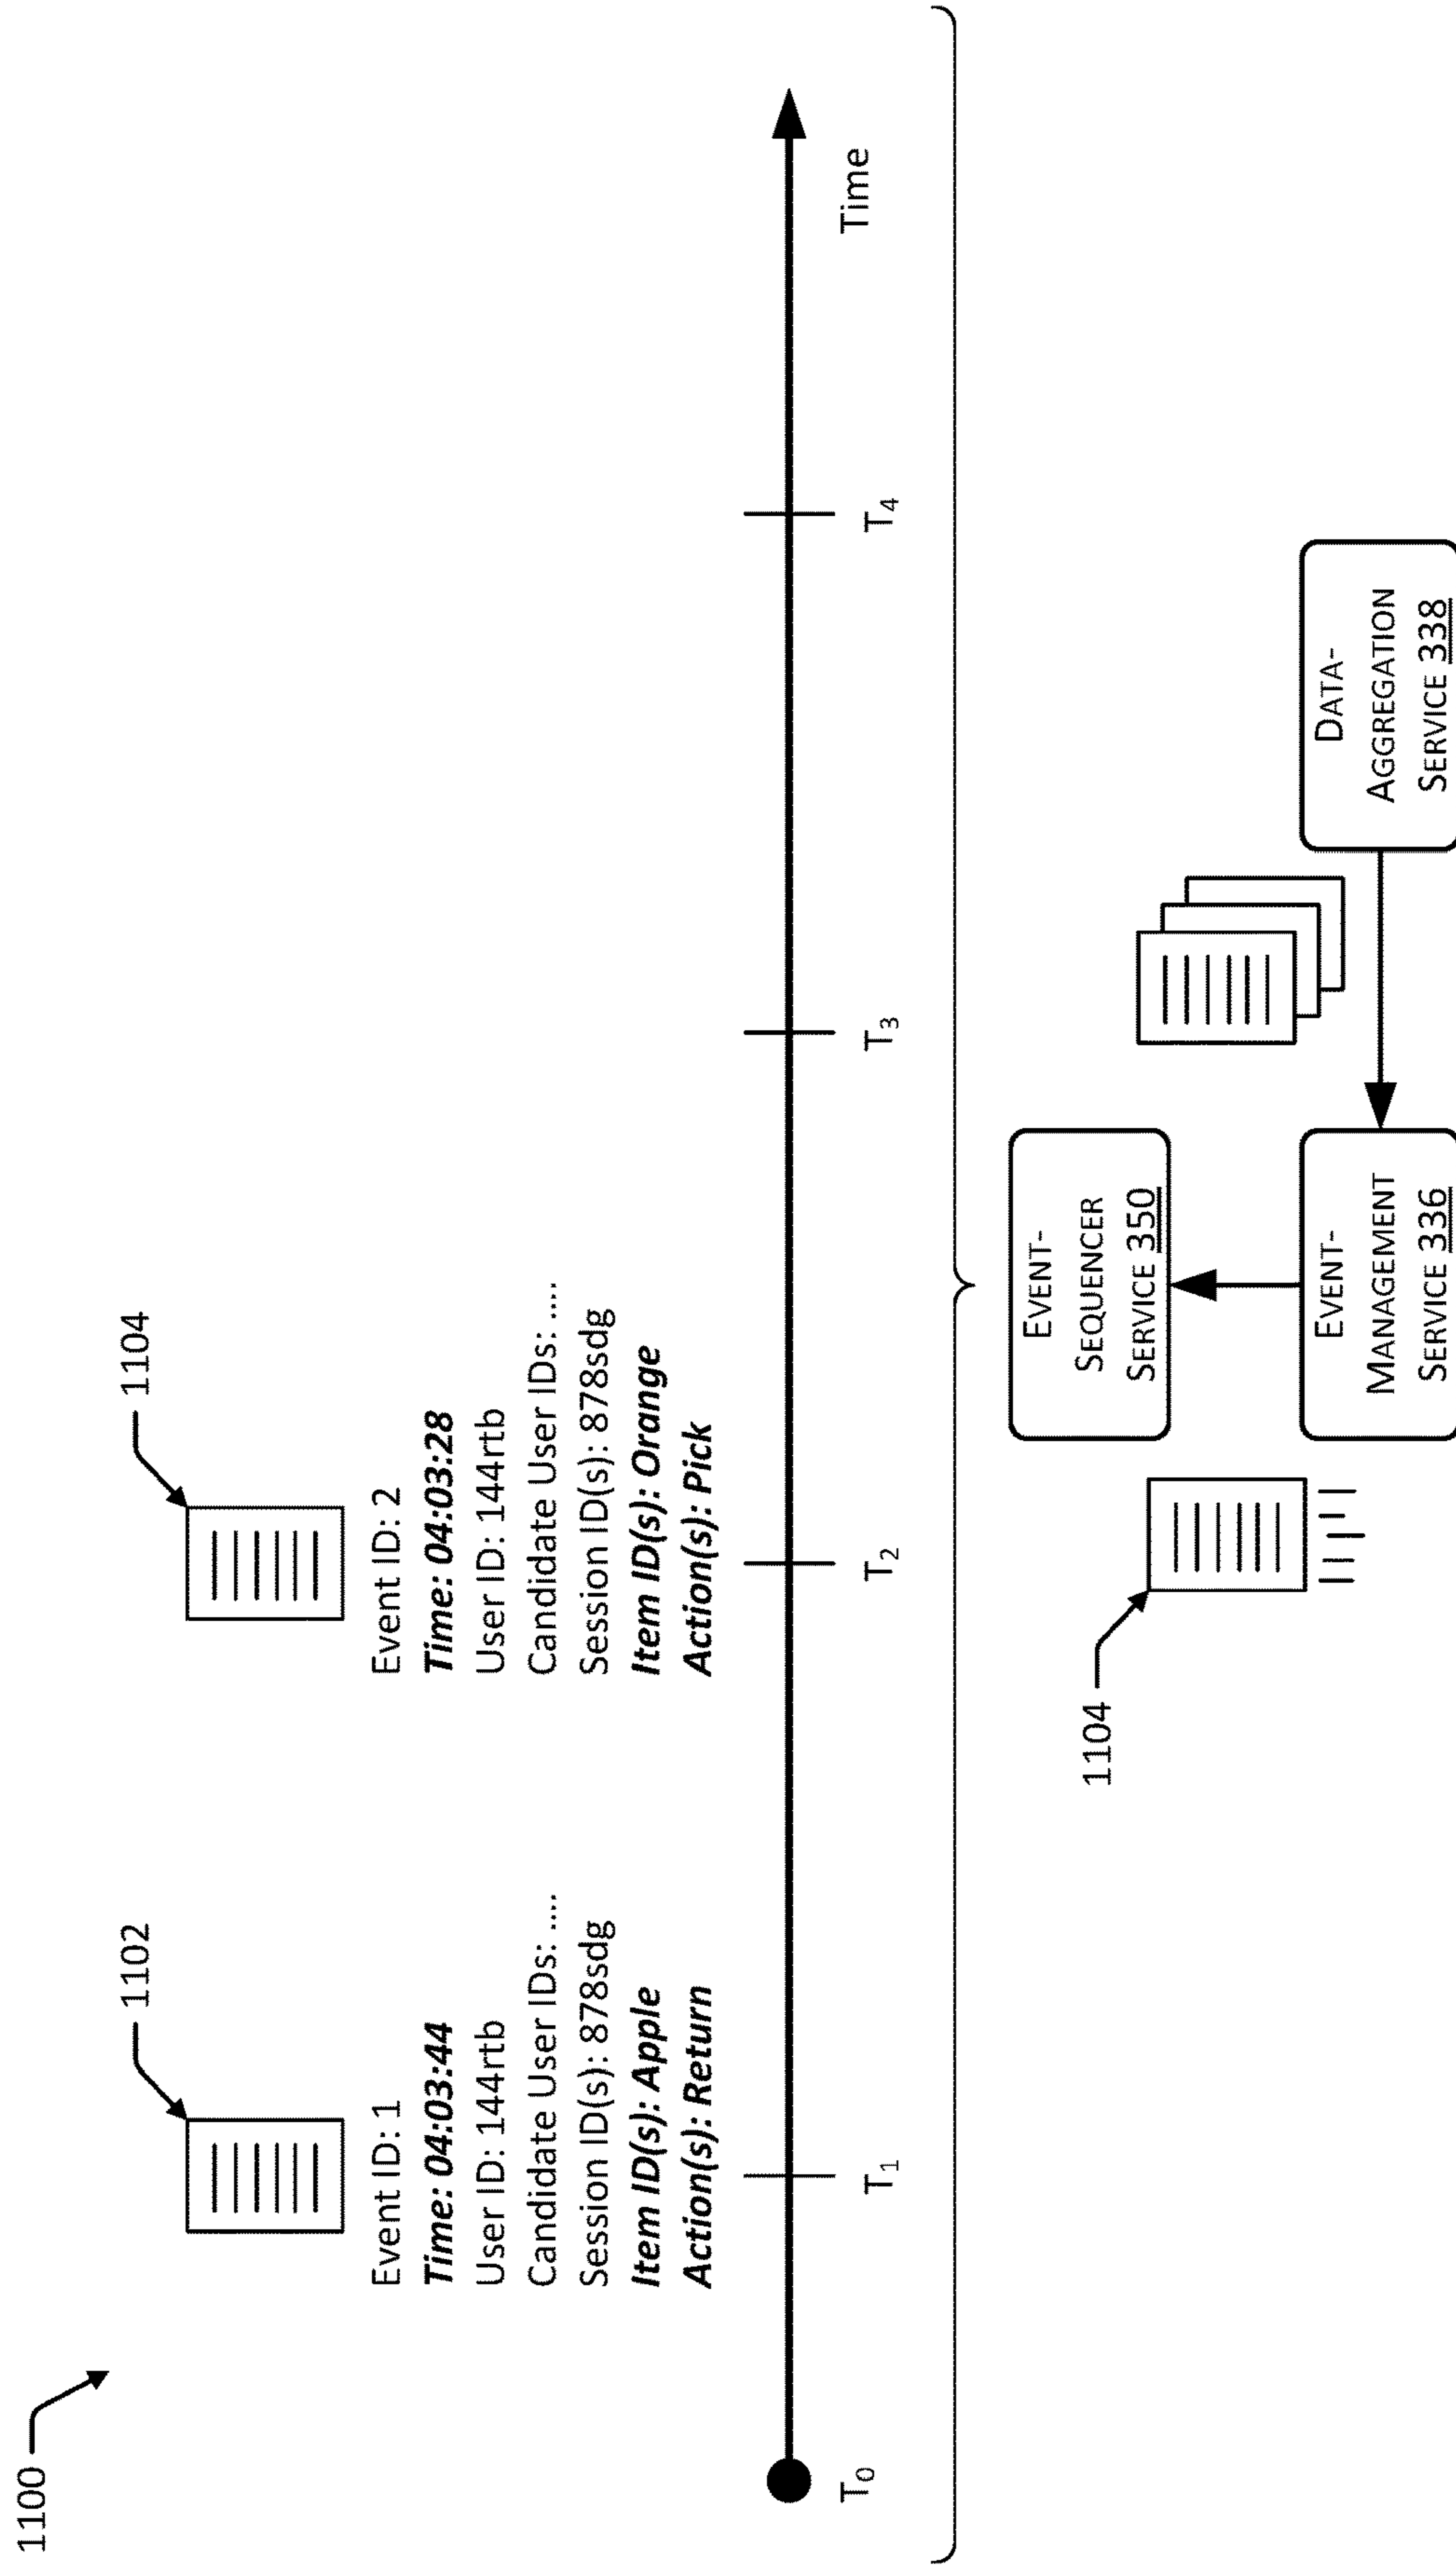 1100
1102
Event ID: 1
Time: 04:03:44
User ID: 144rtb
Candidate User IDs: ....
Session ID(s): 878sdg
Item ID(s): Apple
Action(s): Return
1104
Event ID: 2
Time: 04:03:28
User ID: 144rtb
Candidate User IDs: ....
Session ID(s): 878sdg
Item ID(s): Orange
Action(s): Pick
T0
T1
T2
T3
T4
Time
1104
EVENT-
SEQUENCER
SERVICE 350
EVENT-
MANAGEMENT
SERVICE 336
DATA-
AGGREGATION
SERVICE 338